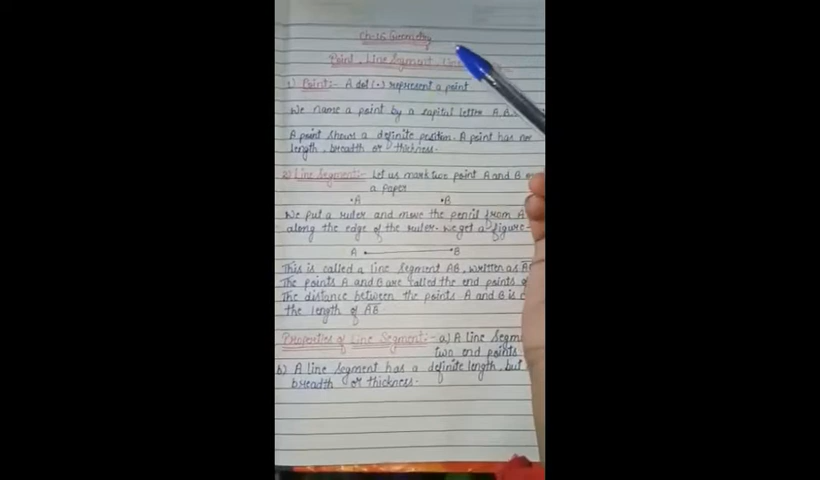 Ch-15 Geometry
Point, Line Segment, Line
1) Point:- A dot (•) represent a point
We name a point by a capital letter A, B,
A point shows a definite position. A point has no
length, breadth or thickness.
2) Line Segment:- Let us mark two point A and B
a paper
•A •B
We put a ruler and move the pencil from A
along the edge of the ruler. We get a figure-
A B
This is called a line segment AB, written as AB
The points A and B are called the end points
The distance between the points A and B is
the length of AB
Properties of Line Segment:- a) A line
two end points
b) A line segment has a definite length, but
breadth or thickness.